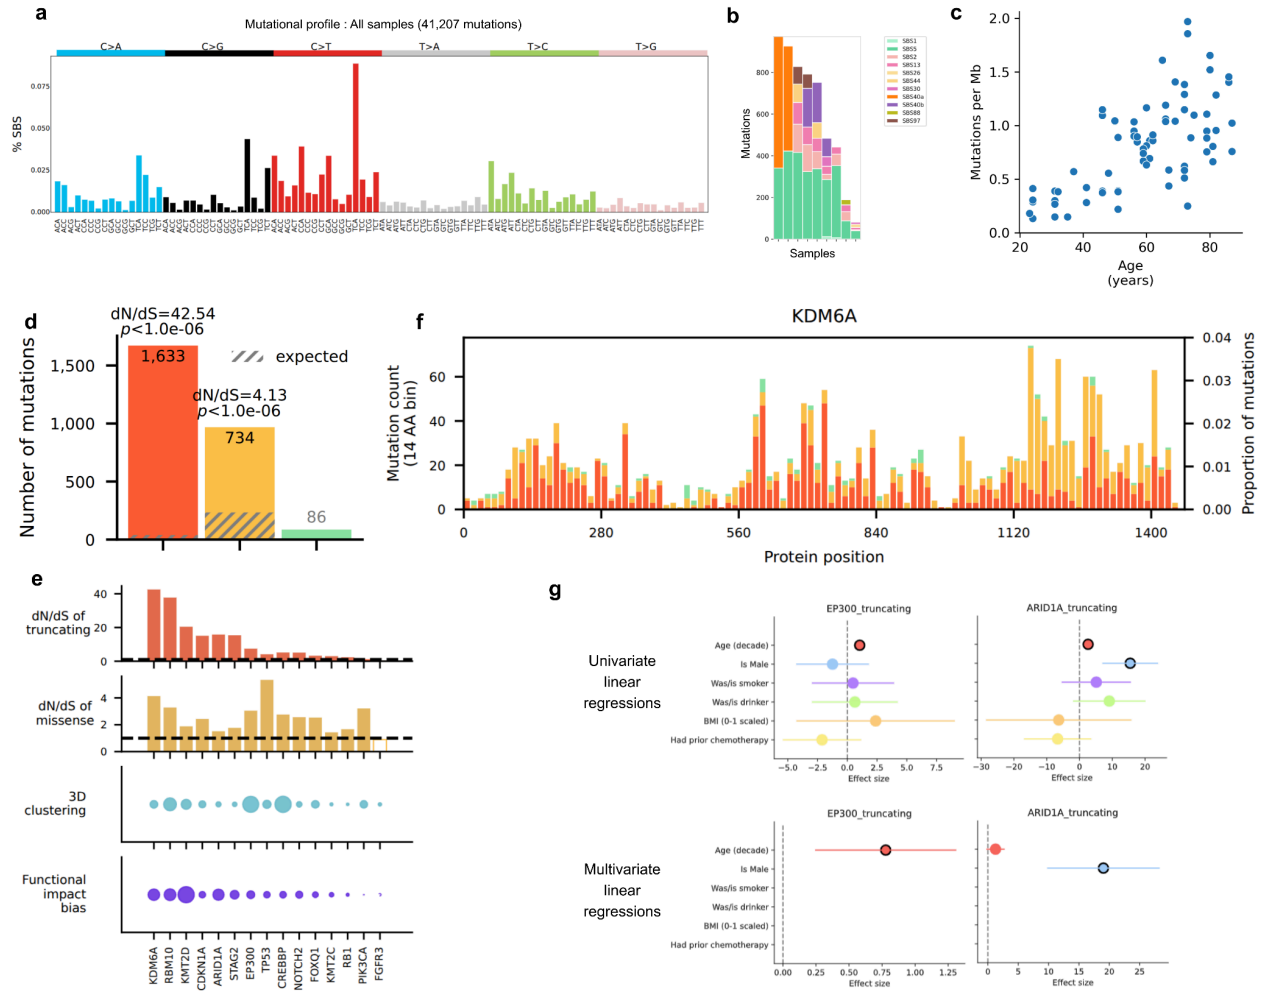 a
Mutational profile : All samples (41,207 mutations)
C>A C>G C>T T>A T>C T>G
% SBS
0.075
0.050
0.025
0.000
b
Mutations
800
600
400
200
0
Samples
SBS1
SBS5
SBS2
SBS13
SBS26
SBS44
SBS30
SBS40a
SBS40b
SBS88
SBS97
c
Mutations per Mb
2.0
1.5
1.0
0.5
0.0
20 40 60 80
Age
(years)
d
dN/dS=42.54
p<1.0e-06
1,633
expected
dN/dS=4.13
p<1.0e-06
734
86
Number of mutations
1,500
1,000
500
0
f
KDM6A
Mutation count
(14 AA bin)
60
40
20
0
0.04
0.03
0.02
0.01
0.00
Proportion of mutations
0 280 560 840 1120 1400
Protein position
e
dN/dS of
truncating
40
20
0
dN/dS of
missense
4
2
0
3D
clustering
Functional
impact
bias
KDM6A
RBM10
KMT2D
CDKN1A
ARID1A
STAG2
EP300
TP53
CREBBP
NOTCH2
FOXQ1
KMT2C
RB1
PIK3CA
FGFR3
g
Univariate
linear
regressions
EP300_truncating
ARID1A_truncating
Age (decade)
Is Male
Was/is smoker
Was/is drinker
BMI (0-1 scaled)
Had prior chemotherapy
−5.0 −2.5 0.0 2.5 5.0 7.5
Effect size
−30 −20 −10 0 10 20
Effect size
Multivariate
linear
regressions
EP300_truncating
ARID1A_truncating
Age (decade)
Is Male
Was/is smoker
Was/is drinker
BMI (0-1 scaled)
Had prior chemotherapy
0.00 0.25 0.50 0.75 1.00 1.25
Effect size
0 5 10 15 20 25
Effect size